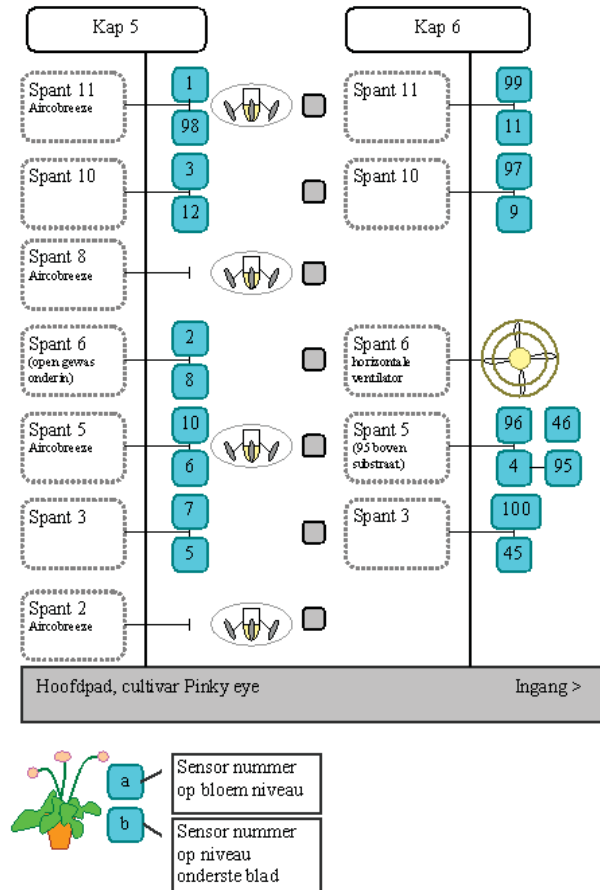 Kap 5
Kap 6
Spant 11
Aircobreeze
1
98
Spant 11
99
11
Spant 10
3
12
Spant 10
97
9
Spant 8
Aircobreeze
Spant 6
(open gewas
onderin)
2
8
Spant 6
horizontale
ventilator
Spant 5
Aircobreeze
10
6
Spant 5
(95 boven
substraat)
96
46
4
95
Spant 3
7
5
Spant 3
100
45
Spant 2
Aircobreeze
Hoofdpad, cultivar Pinky eye
Ingang >
a
Sensor nummer
op bloem niveau
b
Sensor nummer
op niveau
onderste blad